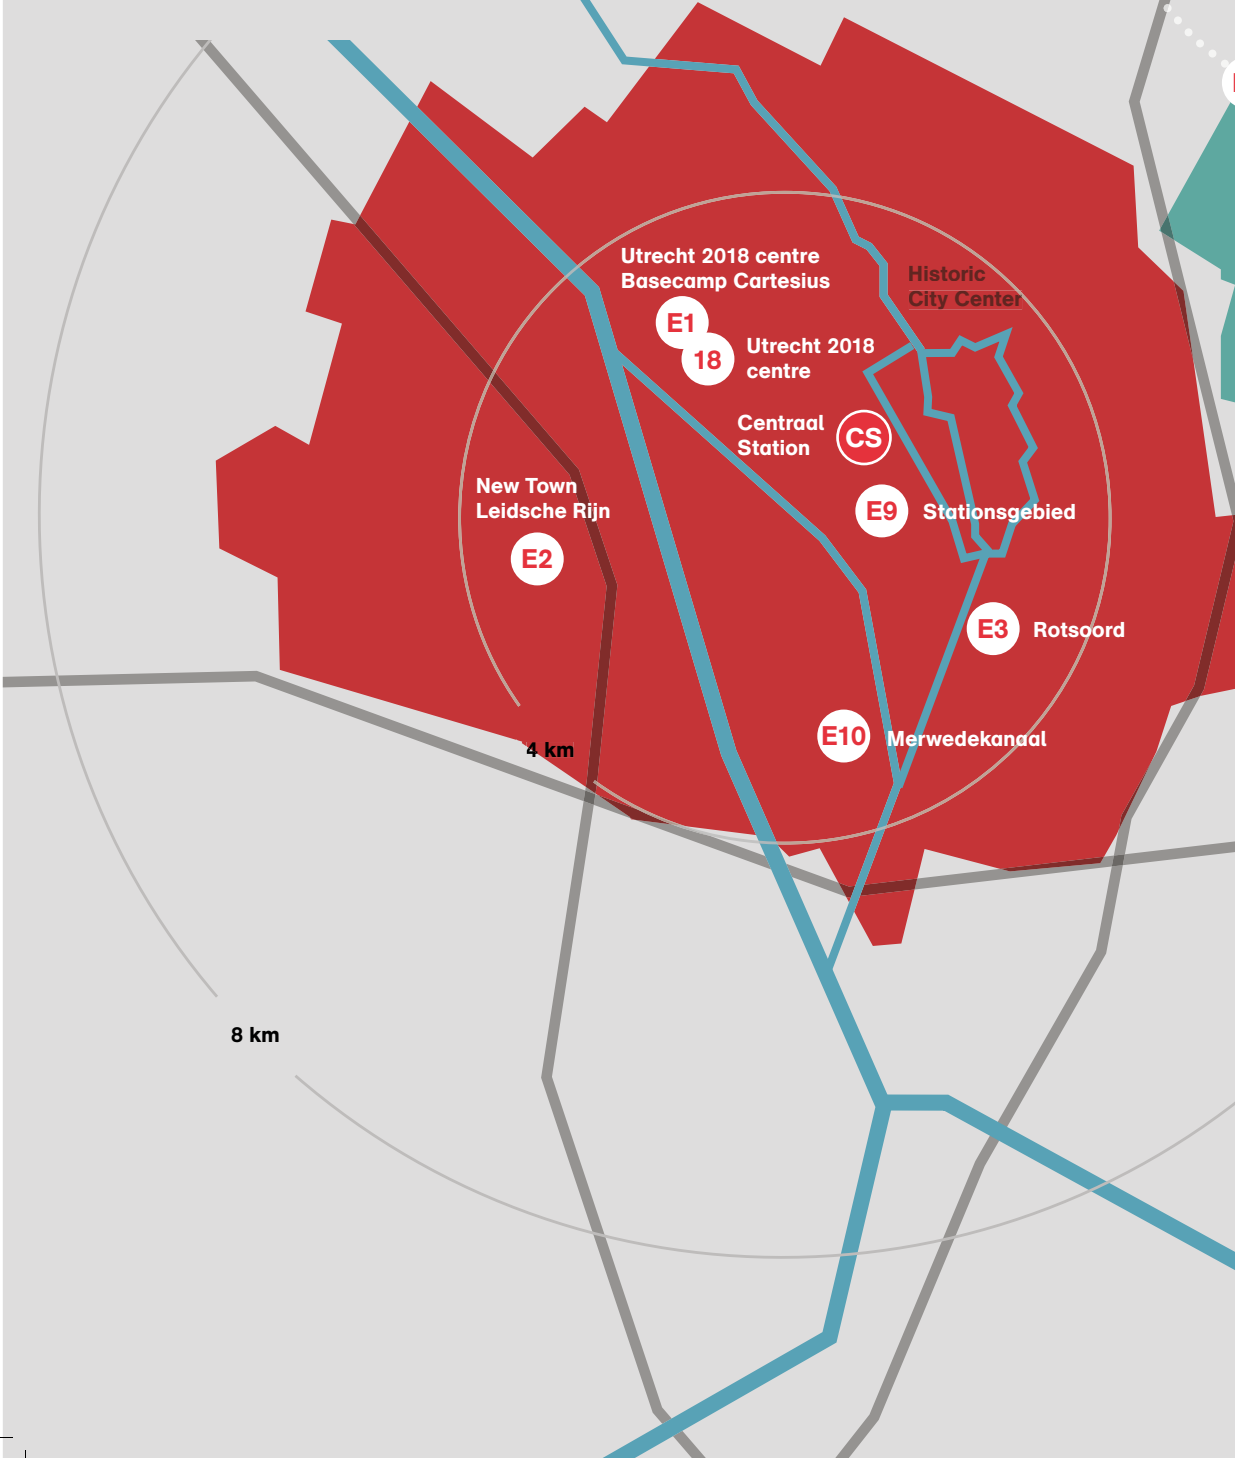 Utrecht 2018 centre
Basecamp Cartesius
Historic
City Center
E1
18
Utrecht 2018
centre
Centraal
Station
CS
New Town
Leidsche Rijn
E2
E9
Stationsgebied
E3
Rotsoord
E10
Merwedekanaal
4 km
8 km